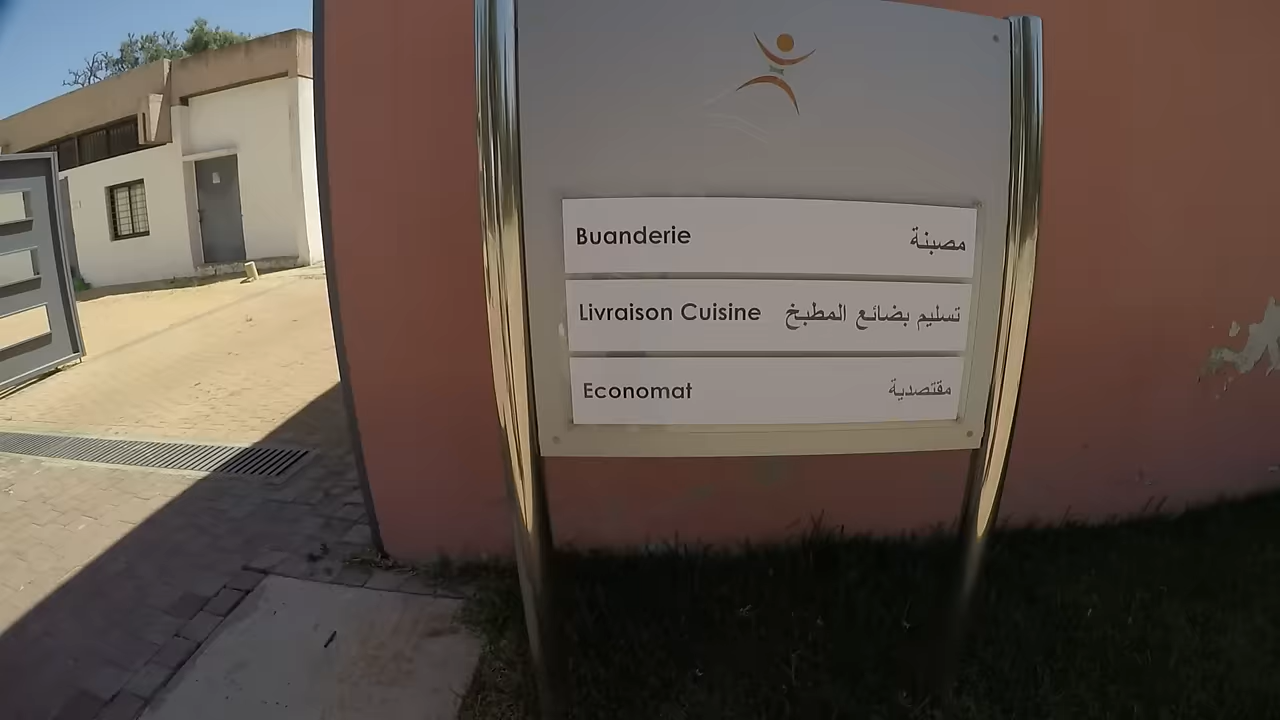 Buanderie مصبنة
Livraison Cuisine تسليم بضائع المطبخ
Economat مقتصدية